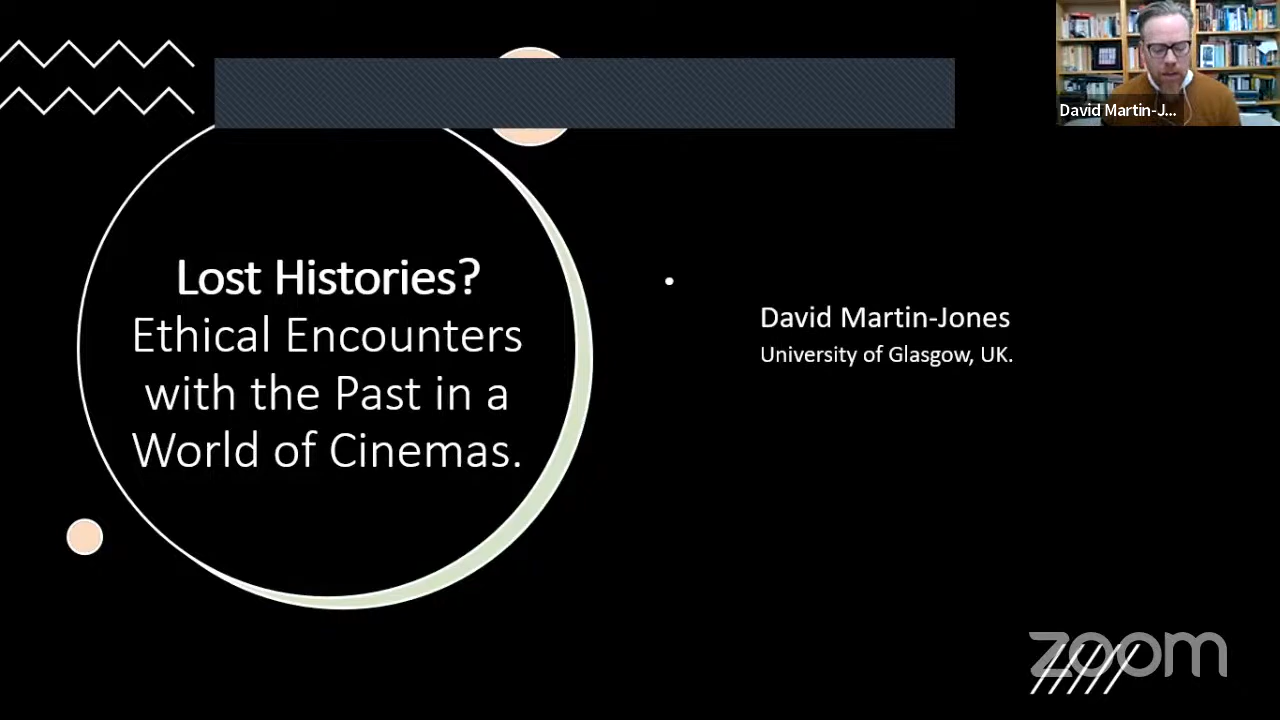 David Martin-J...
Lost Histories?
Ethical Encounters
with the Past in a
World of Cinemas.
David Martin-Jones
University of Glasgow, UK.
zoom